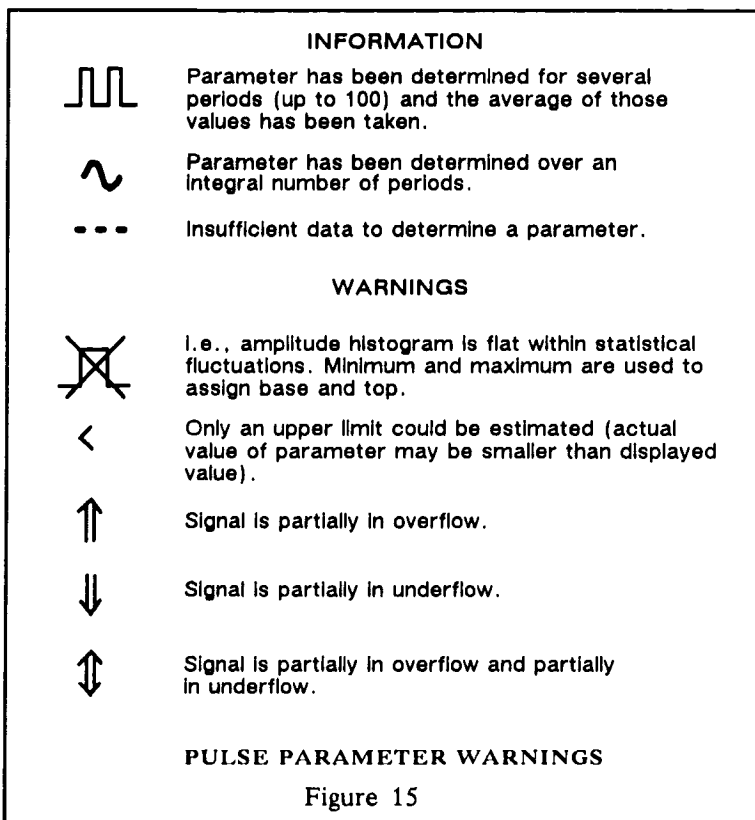 INFORMATION
Parameter has been determined for several
periods (up to 100) and the average of those
values has been taken.
Parameter has been determined over an
integral number of periods.
--- Insufficient data to determine a parameter.
WARNINGS
i.e., amplitude histogram is flat within statistical
fluctuations. Minimum and maximum are used to
assign base and top.
< Only an upper limit could be estimated (actual
value of parameter may be smaller than displayed
value).
⇑ Signal is partially in overflow.
⇓ Signal is partially in underflow.
⇕ Signal is partially in overflow and partially
in underflow.
PULSE PARAMETER WARNINGS
Figure 15